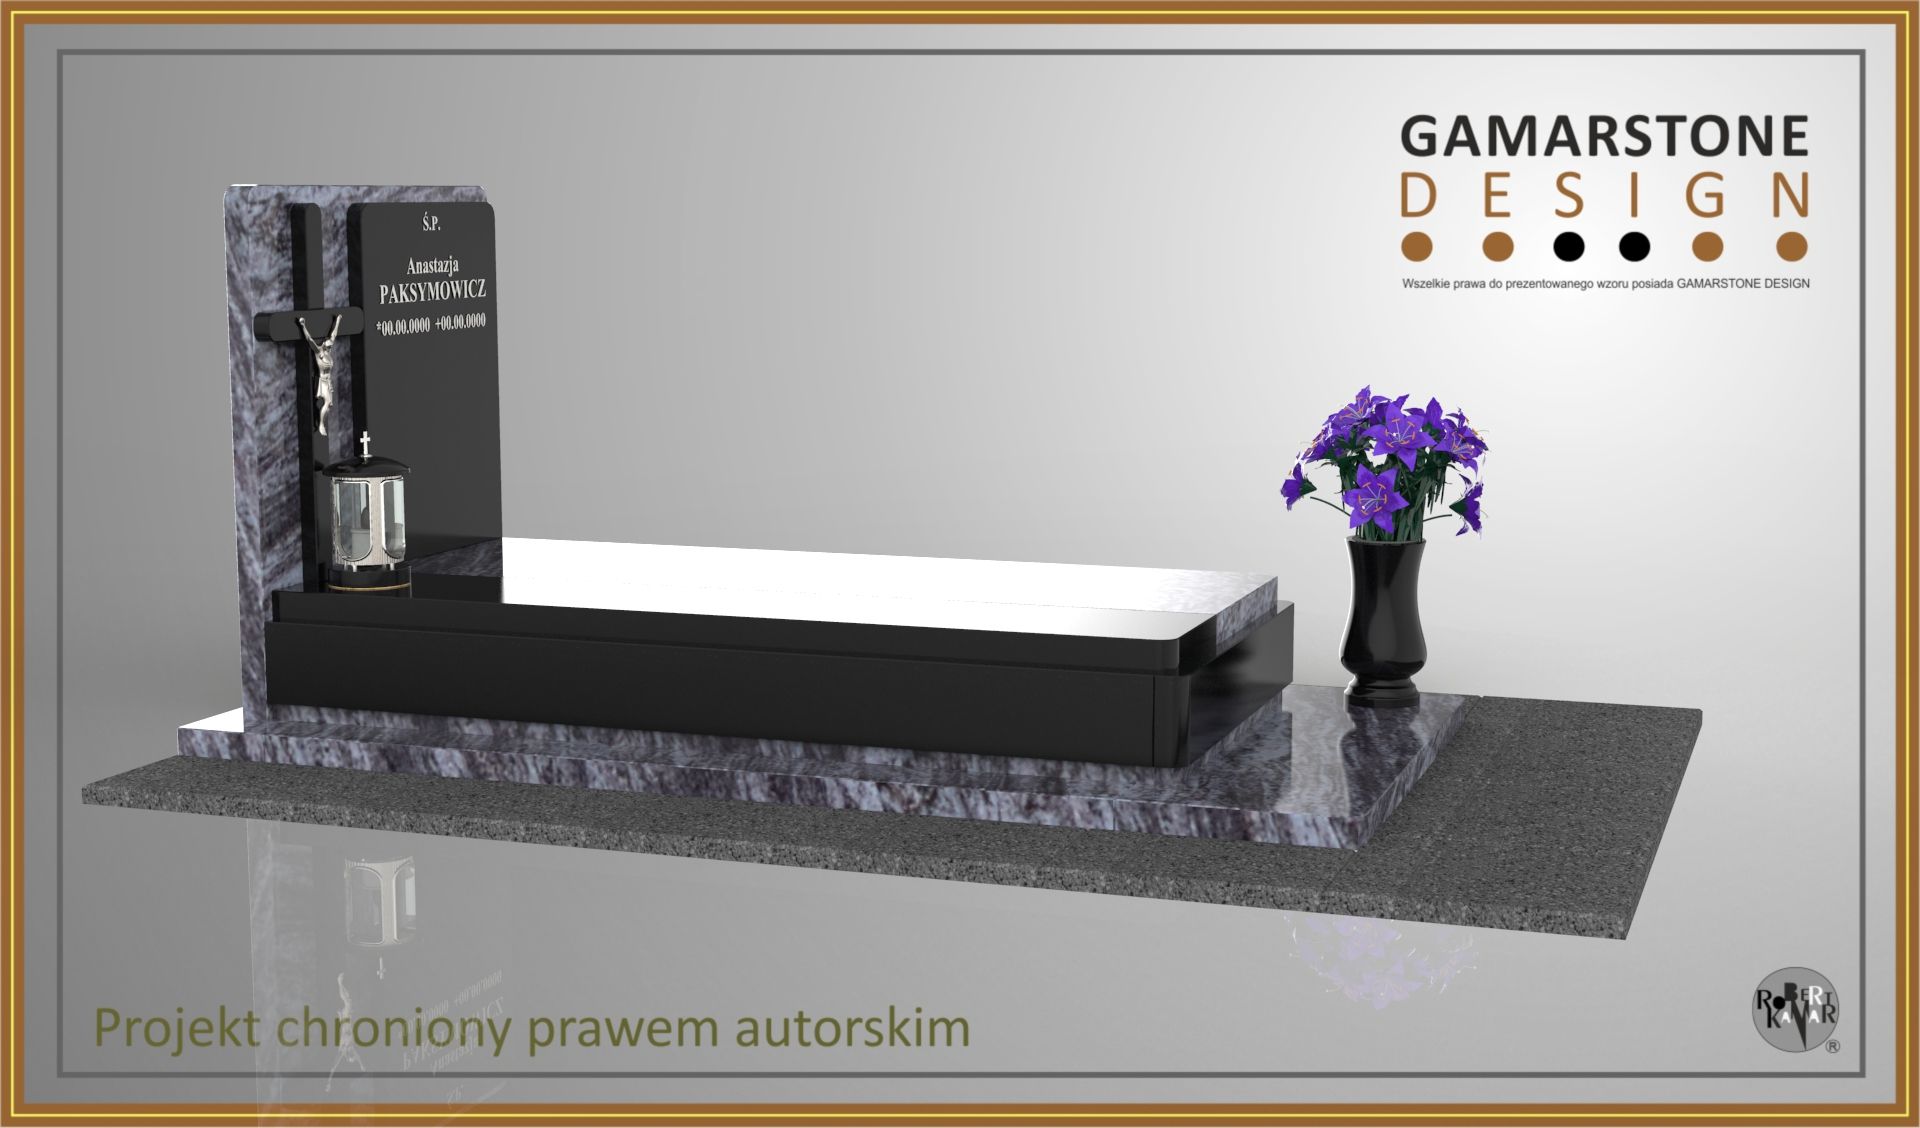 GAMARSTONE
DESIGN
Wszelkie prawa do prezentowanego wzoru posiada GAMARSTONE DESIGN
Ś.P.
Anastazja
PAKSYMOWICZ
*00.00.0000 +00.00.0000
Projekt chroniony prawem autorskim
ROBERT
KAMAR
®